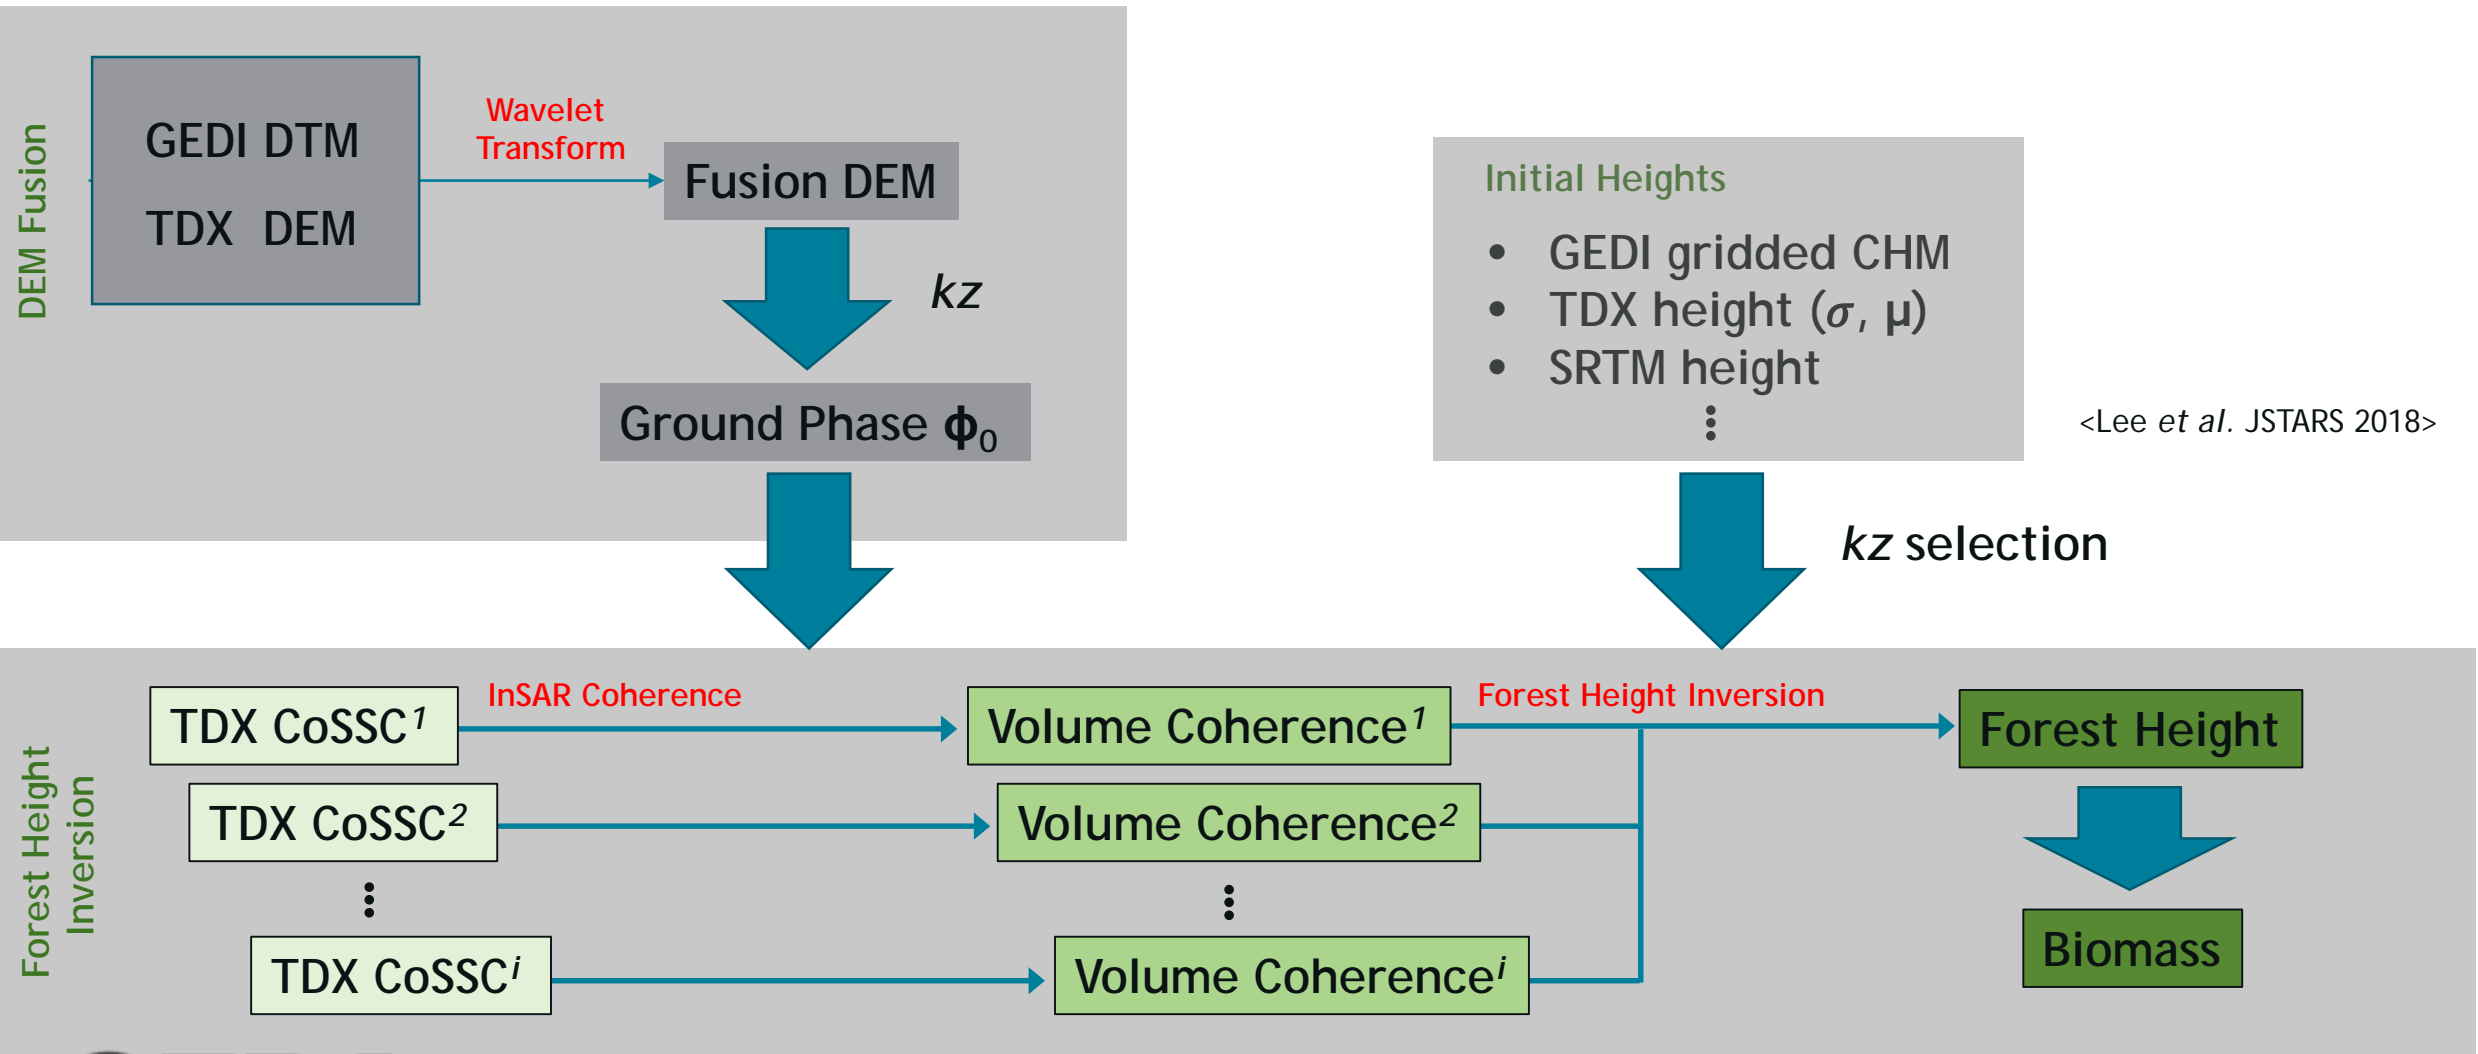 DEM Fusion
GEDI DTM
TDX DEM
Wavelet
Transform
Fusion DEM
kz
Ground Phase ϕ0
Initial Heights
• GEDI gridded CHM
• TDX height (σ, μ)
• SRTM height
<Lee et al. JSTARS 2018>
kz selection
Forest Height
Inversion
TDX CoSSC1
InSAR Coherence
Volume Coherence1
Forest Height Inversion
Forest Height
TDX CoSSC2
Volume Coherence2
TDX CoSSCi
Volume Coherencei
Biomass